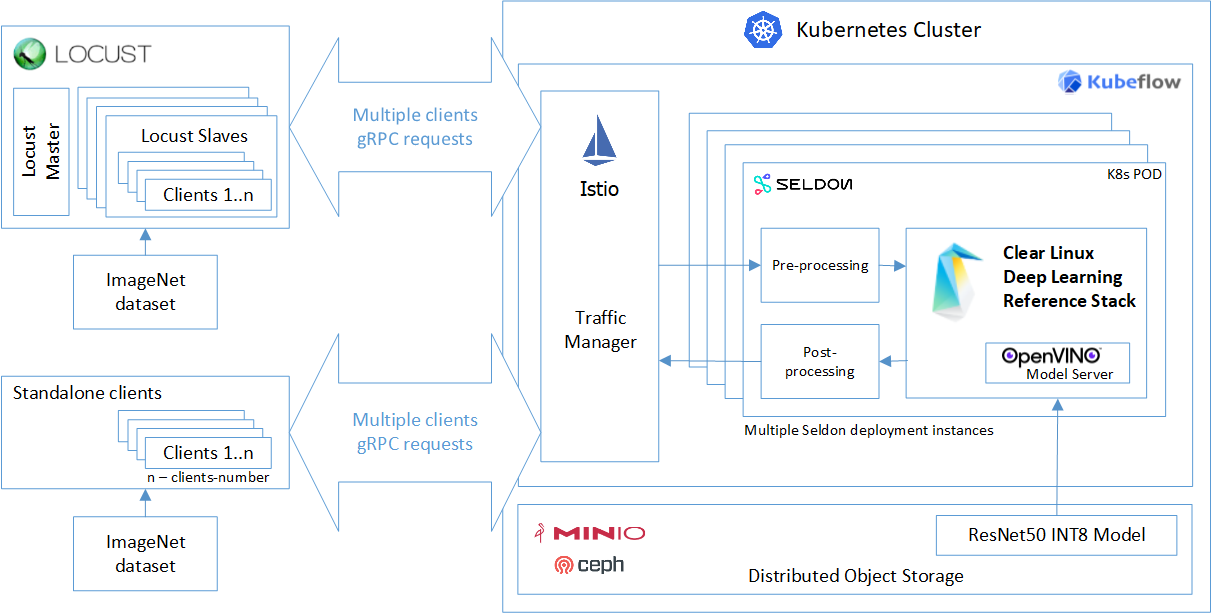 LOCUST
Locust
Master
Locust Slaves
Clients 1..n
ImageNet
dataset
Standalone clients
Clients 1..n
n – clients-number
ImageNet
dataset
Multiple clients
gRPC requests
Multiple clients
gRPC requests
Kubernetes Cluster
Kubeflow
Istio
Traffic
Manager
SELDON
K8s POD
Pre-processing
Post-
processing
Clear Linux
Deep Learning
Reference Stack
OpenVINO™
Model Server
Multiple Seldon deployment instances
MINIO
ceph
ResNet50 INT8 Model
Distributed Object Storage